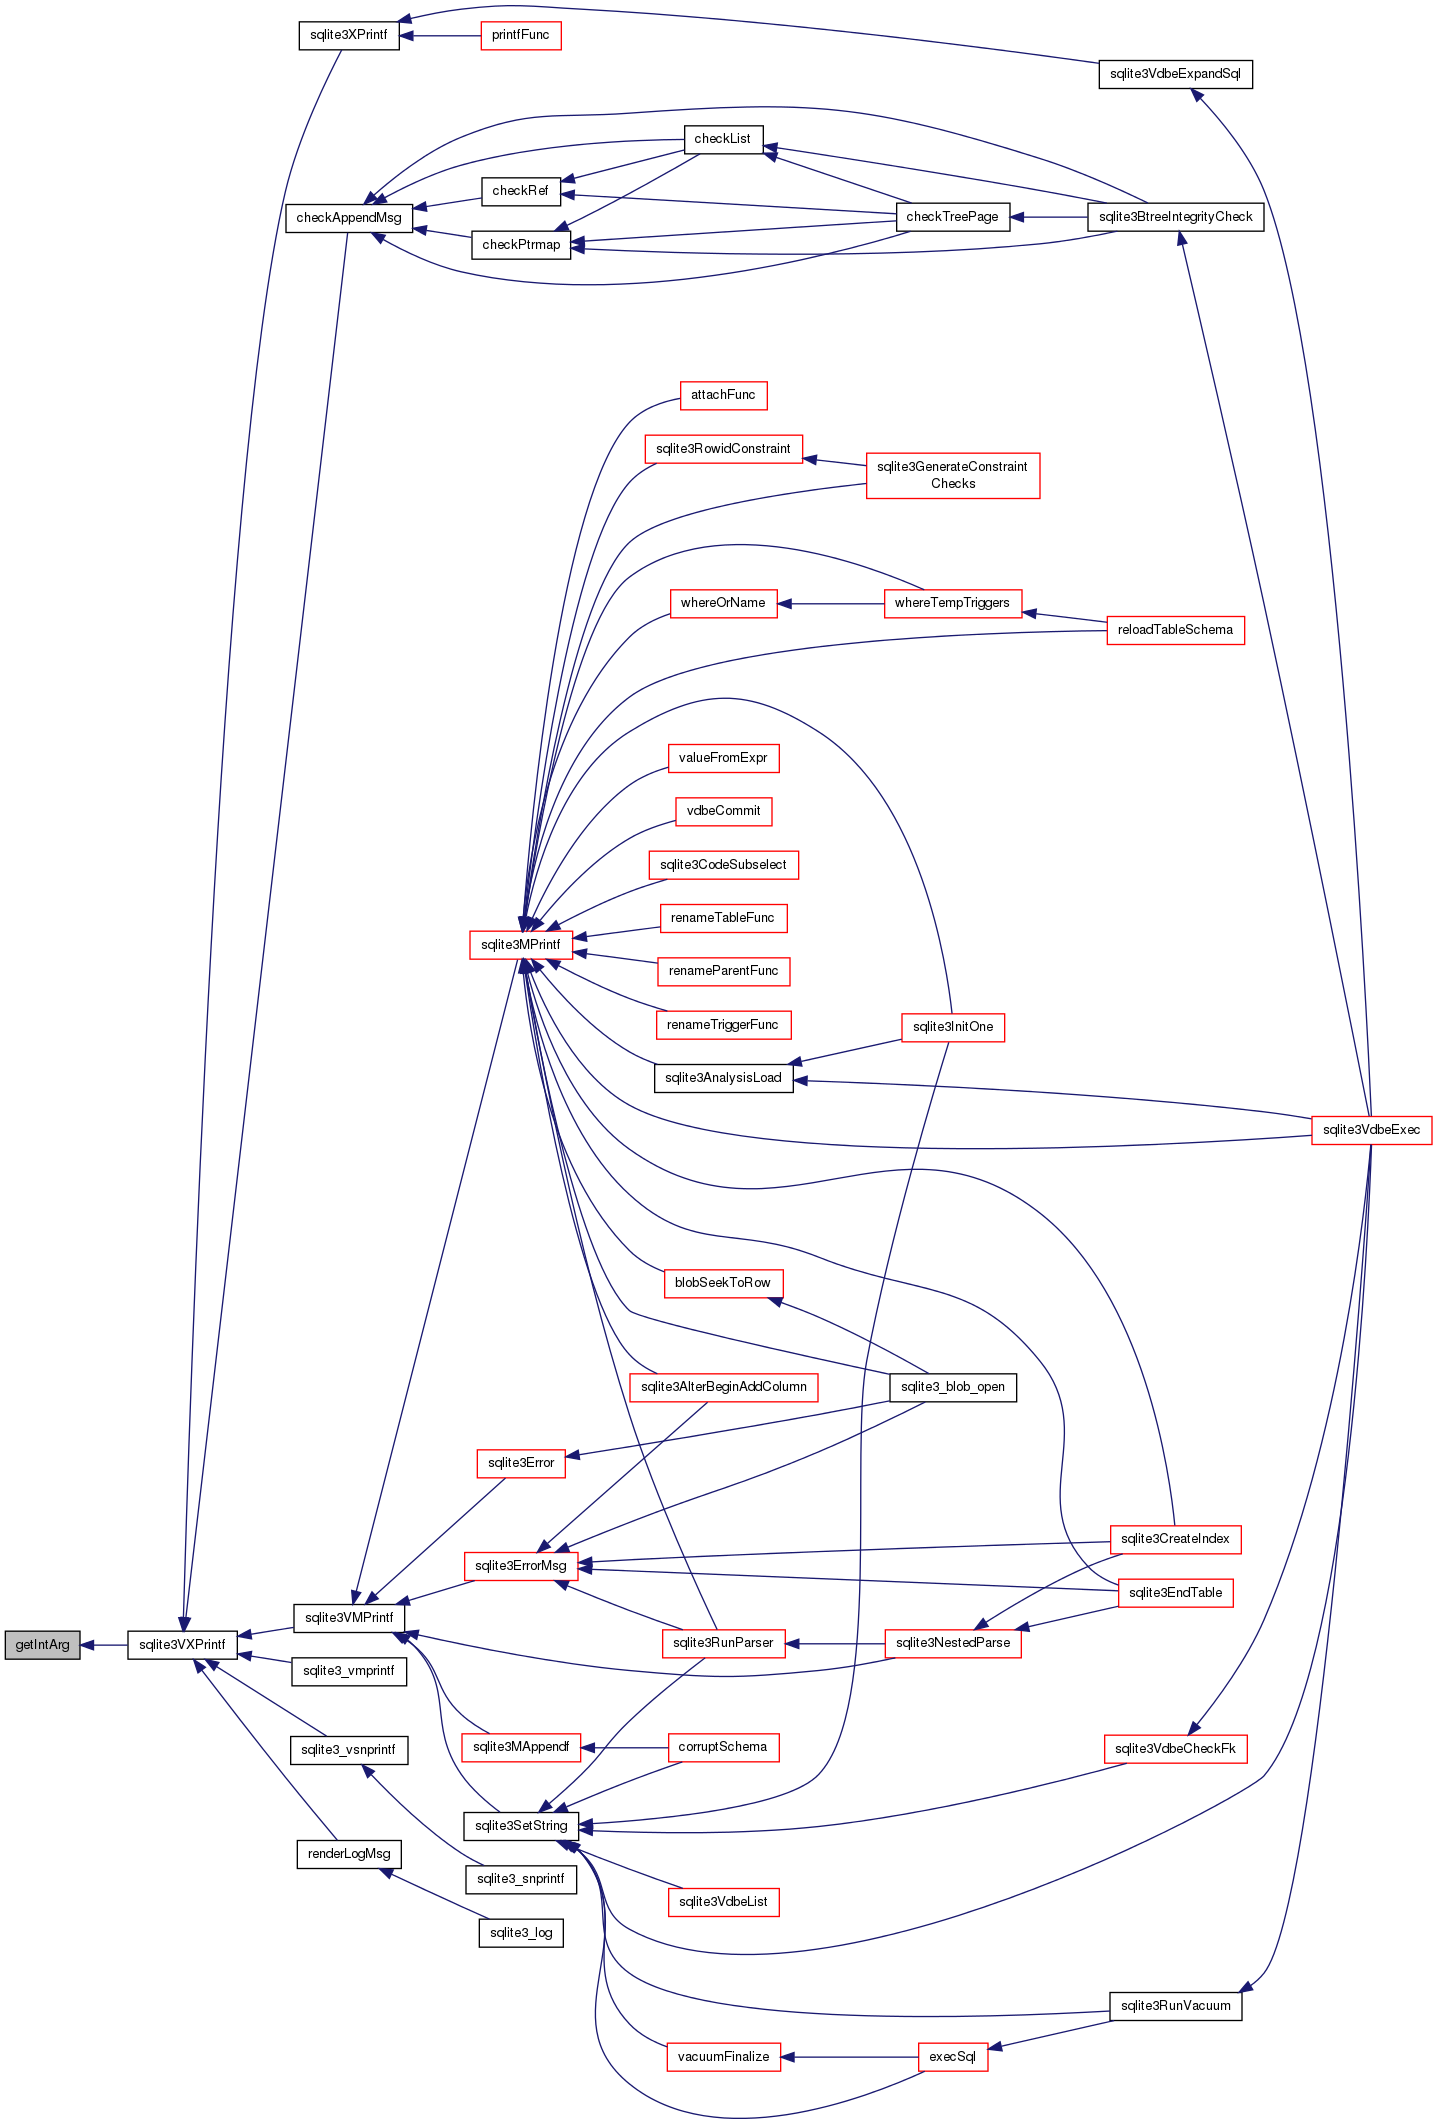 sqlite3XPrintf
printfFunc
sqlite3VdbeExpandSql
checkList
checkRef
checkAppendMsg
checkTreePage
sqlite3BtreeIntegrityCheck
checkPtrmap
attachFunc
sqlite3RowidConstraint
sqlite3GenerateConstraint
Checks
whereOrName
whereTempTriggers
reloadTableSchema
valueFromExpr
vdbeCommit
sqlite3CodeSubselect
renameTableFunc
sqlite3MPrintf
renameParentFunc
renameTriggerFunc
sqlite3InitOne
sqlite3AnalysisLoad
sqlite3VdbeExec
blobSeekToRow
sqlite3AlterBeginAddColumn
sqlite3_blob_open
sqlite3Error
sqlite3CreateIndex
sqlite3ErrorMsg
sqlite3EndTable
sqlite3VMPrintf
getIntArg
sqlite3VXPrintf
sqlite3RunParser
sqlite3NestedParse
sqlite3_vmprintf
sqlite3MAppendf
corruptSchema
sqlite3_vsnprintf
sqlite3VdbeCheckFk
sqlite3SetString
renderLogMsg
sqlite3_snprintf
sqlite3VdbeList
sqlite3_log
sqlite3RunVacuum
vacuumFinalize
execSql